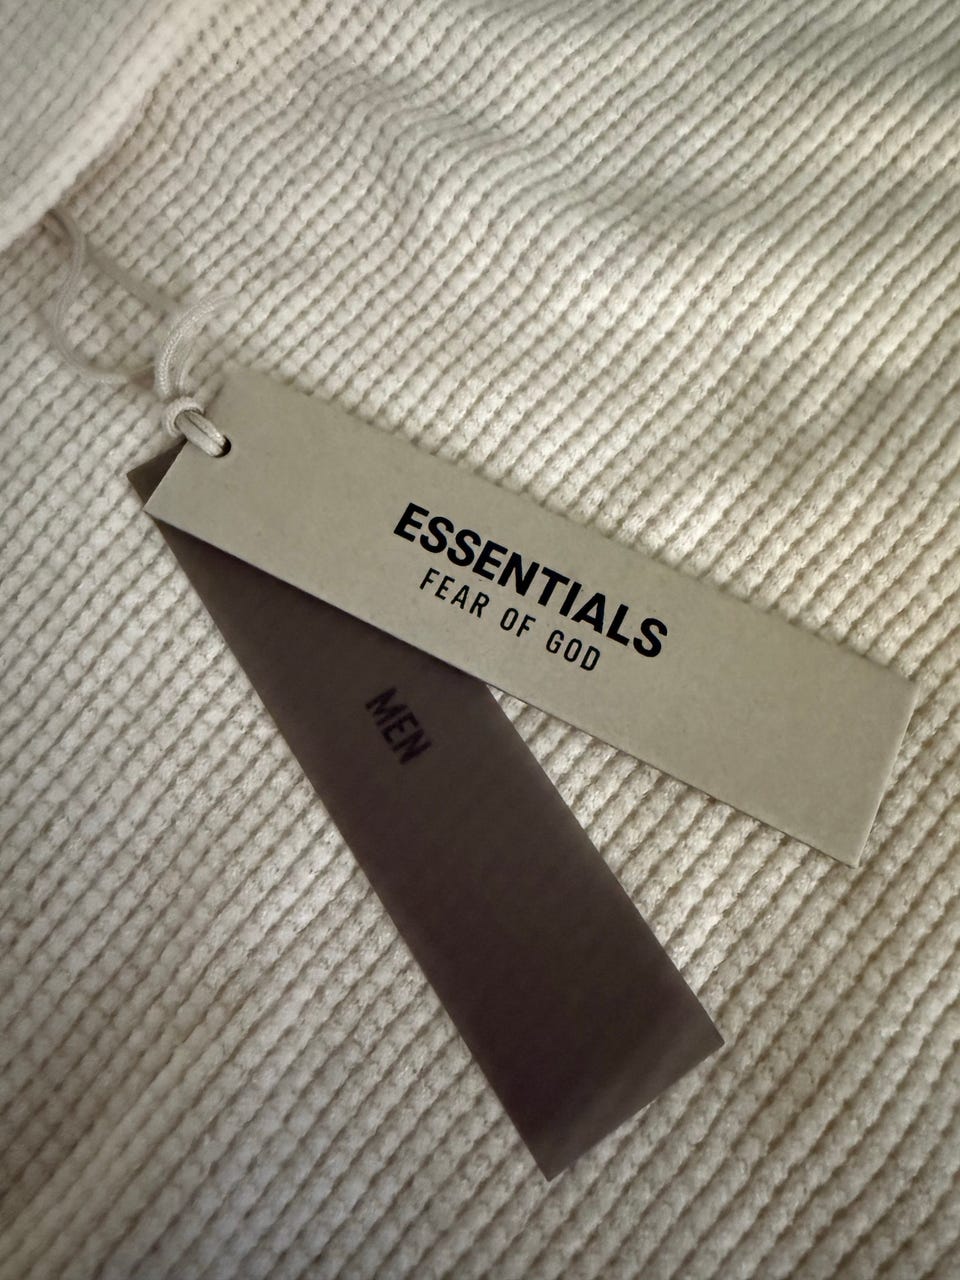 ESSENTIALS
FEAR OF GOD
MEN